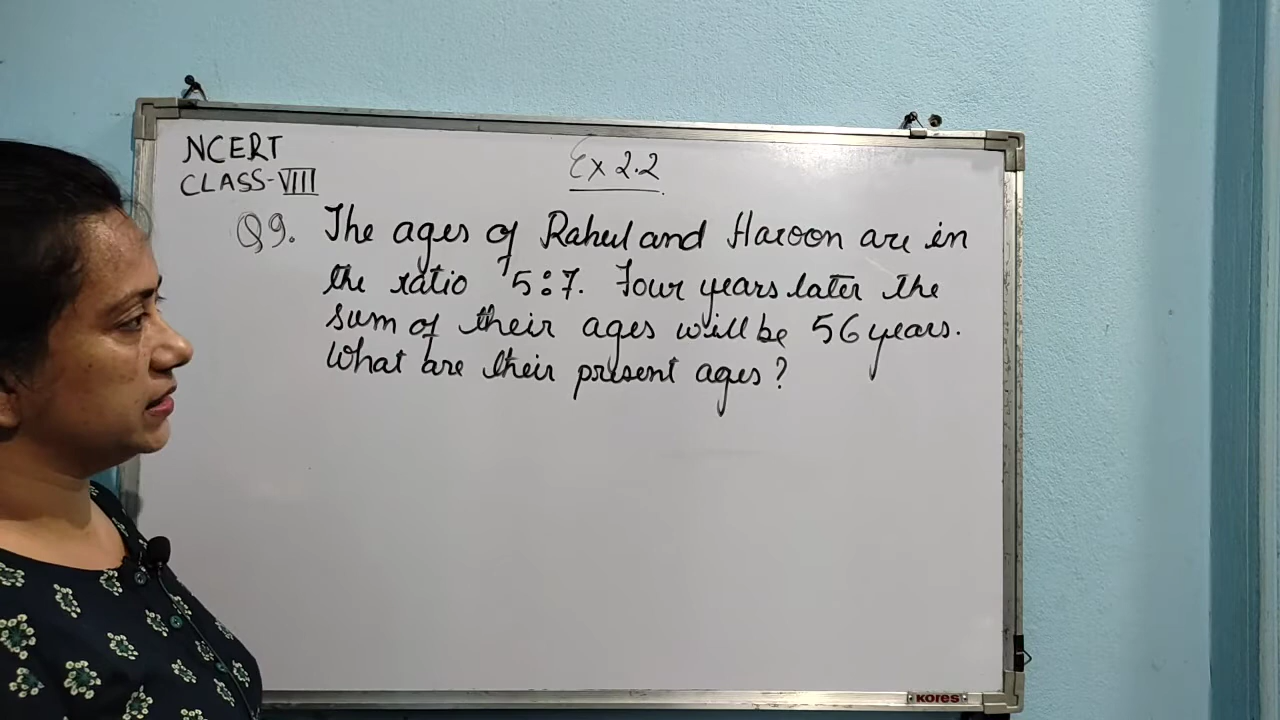 NCERT
CLASS-VIII
Ex 2.2
Q9. The ages of Rahul and Haroon are in
the ratio 5:7. Four years later the
sum of their ages will be 56 years.
What are their present ages?
KORES